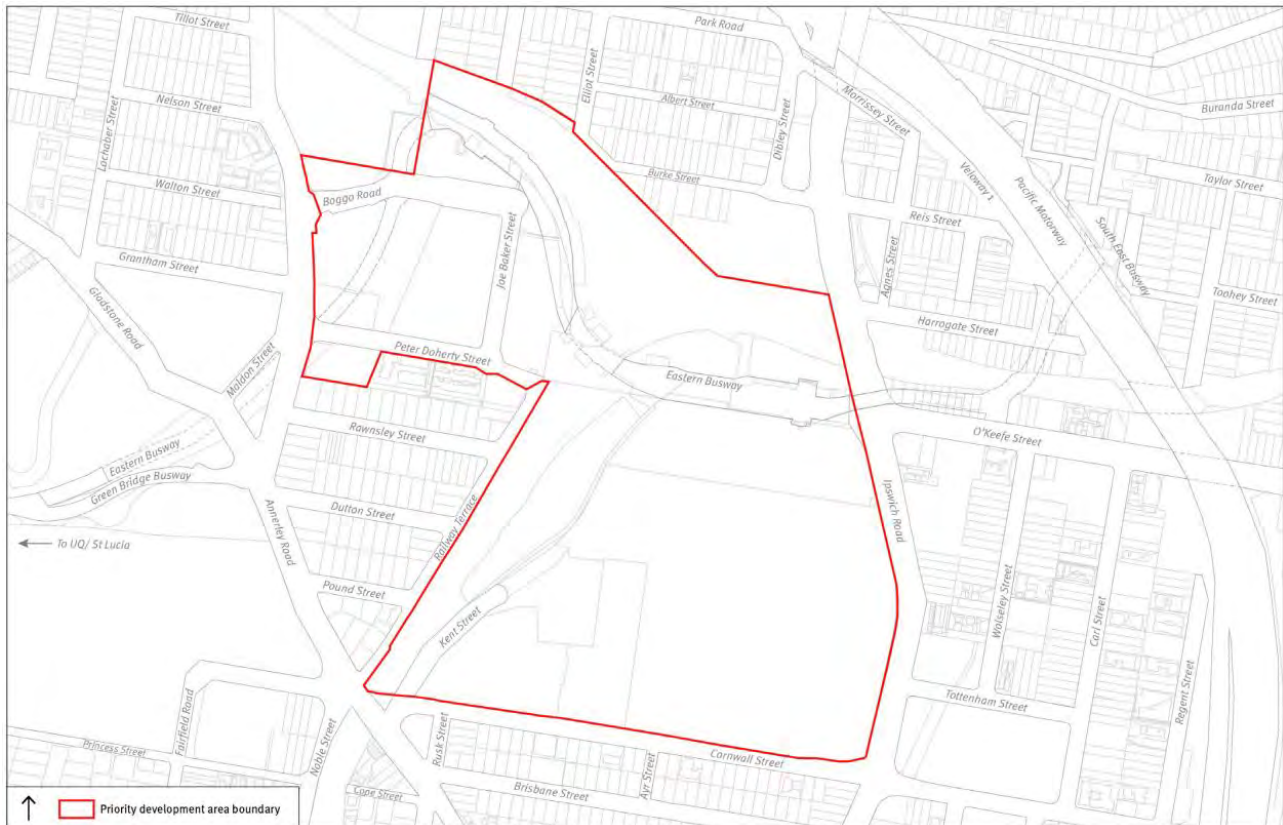 Tillot Street
Park Road
Elliot Street
Nelson Street
Albert Street
Morrissey Street
Buranda Street
Lochaber Street
Dibley Street
Walton Street
Burke Street
Taylor Street
Boggo Road
Veloway 1
Pacific Motorway
Reis Street
South East Busway
Joe Baker Street
Agnes Street
Grantham Street
Toohey Street
Gladstone Road
Harrogate Street
Peter Doherty Street
Maldon Street
Eastern Busway
Rawnsley Street
O'Keefe Street
Eastern Busway
Green Bridge Busway
Annerley Road
Dutton Street
Ipswich Road
Railway Terrace
To UQ/ St Lucia
Pound Street
Kent Street
Wolseley Street
Carl Street
Regent Street
Tottenham Street
Fairfield Road
Noble Street
Rusk Street
Princess Street
Cornwall Street
Ayr Street
Cope Street
Brisbane Street
Priority development area boundary